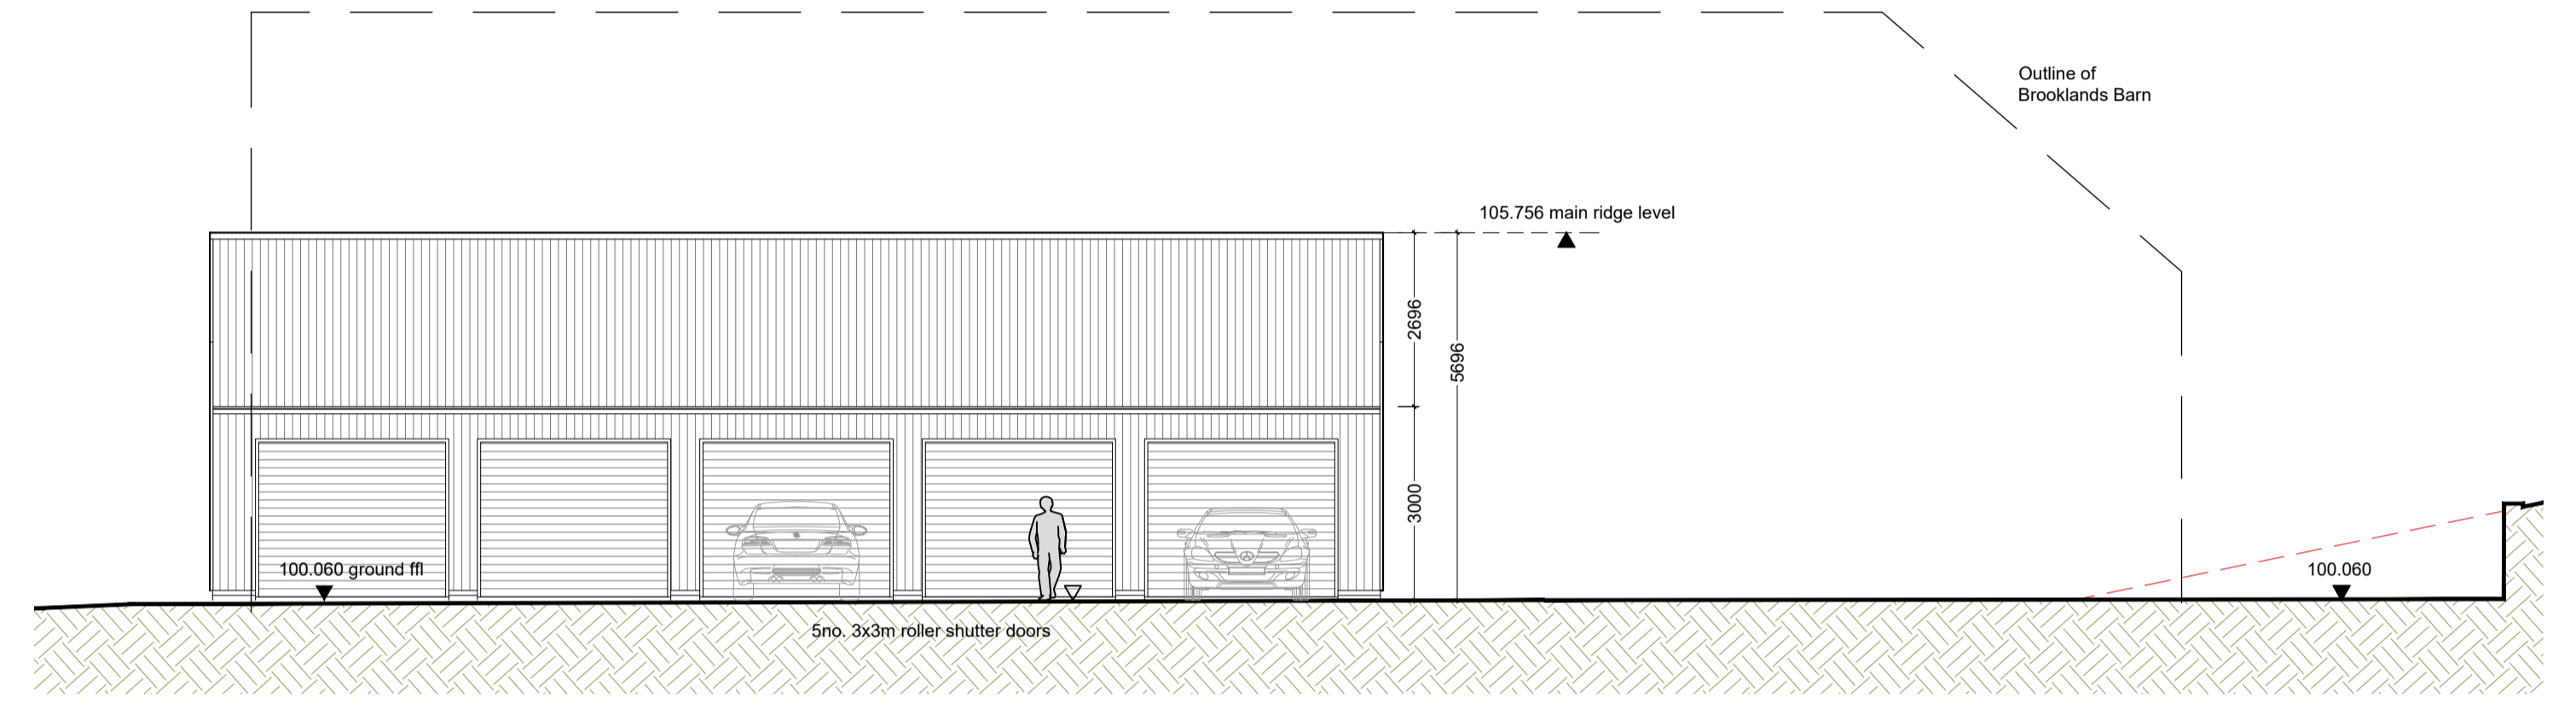 Outline of
Brooklands Barn
105.756 main ridge level
2696
5696
3000
100.060 ground ffl
100.060
5no. 3x3m roller shutter doors